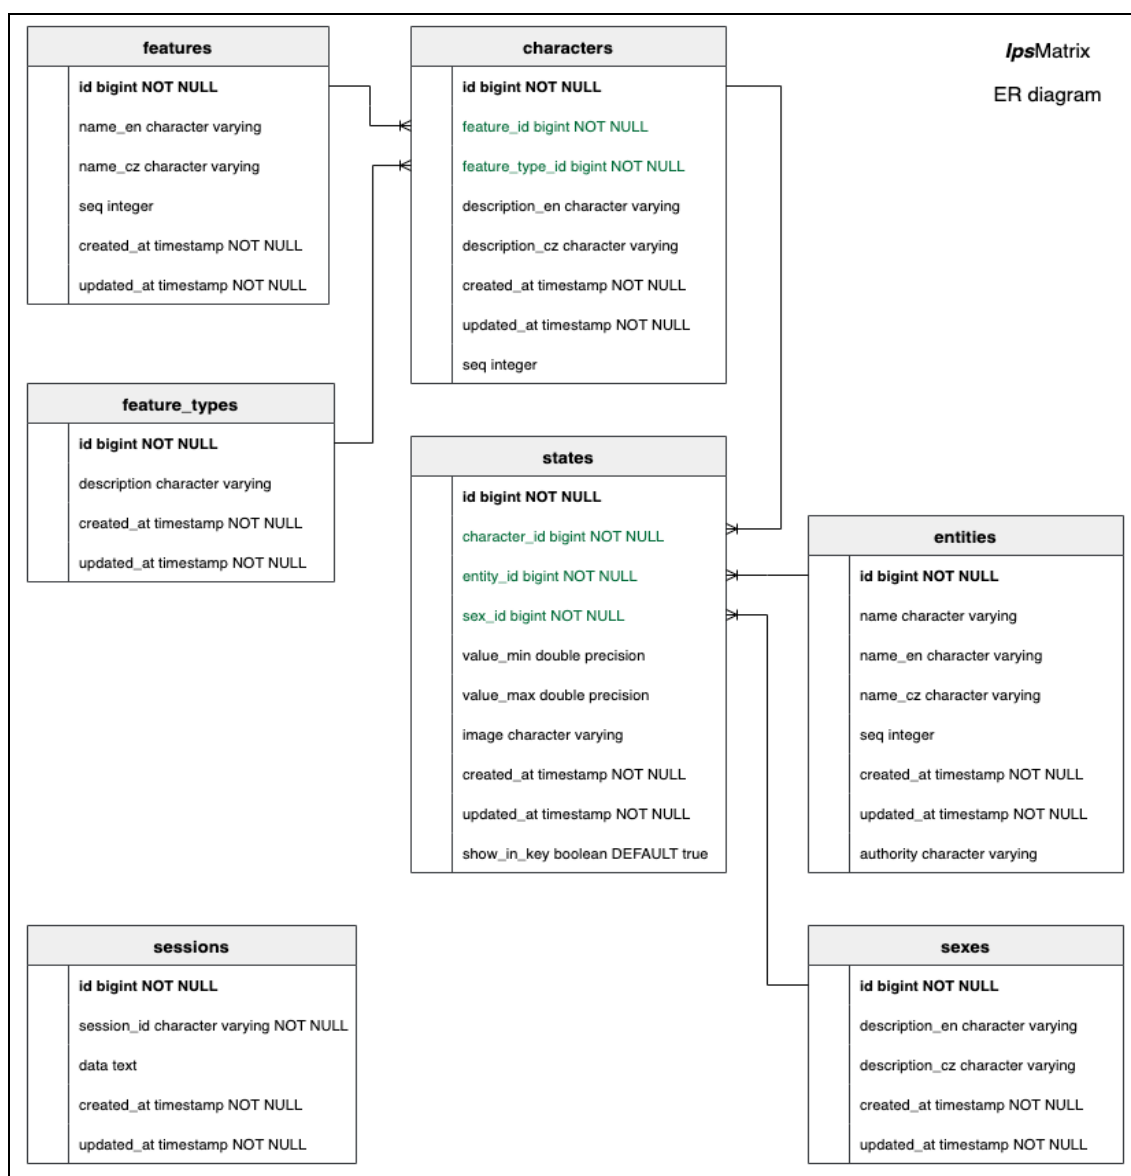 features
id bigint NOT NULL
name_en character varying
name_cz character varying
seq integer
created_at timestamp NOT NULL
updated_at timestamp NOT NULL
characters
id bigint NOT NULL
feature_id bigint NOT NULL
feature_type_id bigint NOT NULL
description_en character varying
description_cz character varying
created_at timestamp NOT NULL
updated_at timestamp NOT NULL
seq integer
IpsMatrix
ER diagram
feature_types
id bigint NOT NULL
description character varying
created_at timestamp NOT NULL
updated_at timestamp NOT NULL
states
id bigint NOT NULL
character_id bigint NOT NULL
entity_id bigint NOT NULL
sex_id bigint NOT NULL
value_min double precision
value_max double precision
image character varying
created_at timestamp NOT NULL
updated_at timestamp NOT NULL
show_in_key boolean DEFAULT true
entities
id bigint NOT NULL
name character varying
name_en character varying
name_cz character varying
seq integer
created_at timestamp NOT NULL
updated_at timestamp NOT NULL
authority character varying
sessions
id bigint NOT NULL
session_id character varying NOT NULL
data text
created_at timestamp NOT NULL
updated_at timestamp NOT NULL
sexes
id bigint NOT NULL
description_en character varying
description_cz character varying
created_at timestamp NOT NULL
updated_at timestamp NOT NULL